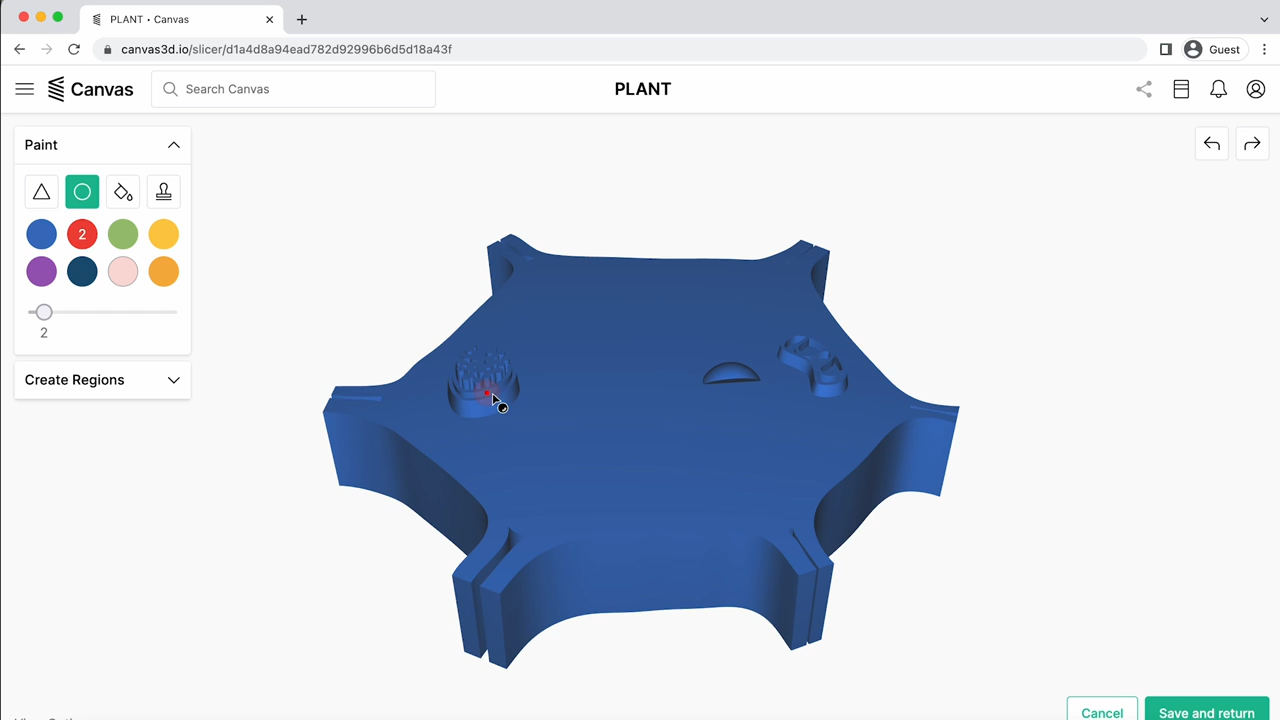 PLANT • Canvas
canvas3d.io/slicer/d1a4d8a94ead782d92996b6d5d18a43f
Guest
Canvas
Search Canvas
PLANT
Paint
2
2
Create Regions
Cancel
Save and return